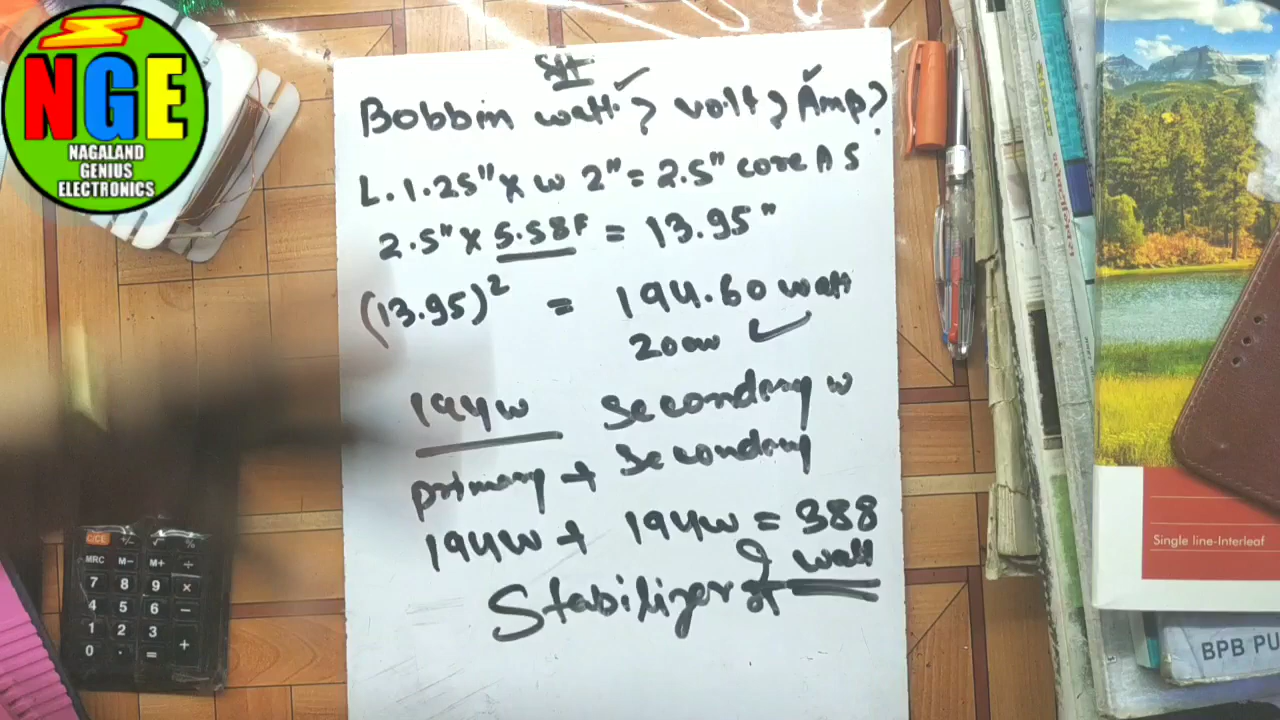 NGE
NAGALAND
GENIUS
ELECTRONICS
Bobbin watt? volt? Amp?
L. 1.25" x w 2" = 2.5" core A S
2.5" x 5.58F = 13.95"
(13.95)² = 194.60 watt
200w ✓
194w secondary w
primary + secondary
194w + 194w = 388
watt
Stabilizer
C/CE +/- √ %
MRC M- M+ ÷
7 8 9 ×
4 5 6 -
1 2 3 +
0 . =
Single line-Interleaf
BPB PU